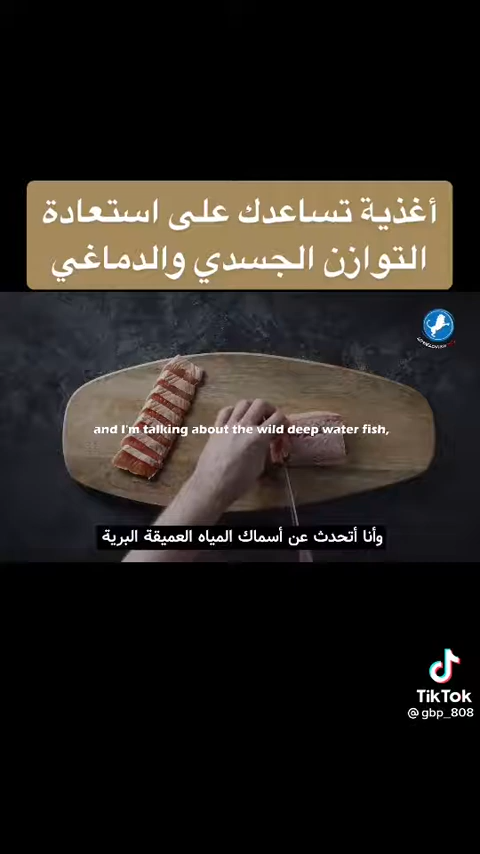 أغذية تساعدك على استعادة
التوازن الجسدي والدماغي
and I'm talking about the wild deep water fish,
وأنا أتحدث عن أسماك المياه العميقة البرية
TikTok
@gbp_808